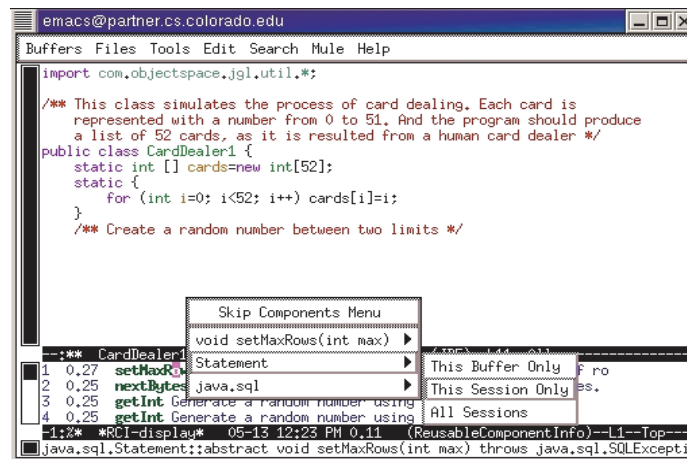 emacs@partner.cs.colorado.edu
Buffers Files Tools Edit Search Mule Help
import com.objectspace.jgl.util.*;
/** This class simulates the process of card dealing. Each card is
represented with a number from 0 to 51. And the program should produce
a list of 52 cards, as it is resulted from a human card dealer */
public class CardDealer1 {
static int [] cards=new int[52];
static {
for (int i=0; i<52; i++) cards[i]=i;
}
/** Create a random number between two limits */
Skip Components Menu
void setMaxRows(int max)
Statement
java.sql
This Buffer Only
This Session Only
All Sessions
--:** CardDealer1
1 0.27 setMaxRow f ro
2 0.25 nextBytes es.
3 0.25 getInt Generate a random number using
4 0.25 getInt Generate a random number using
-1:%* *RCI-display* 05-13 12:23 PM 0.11 (ReusableComponentInfo)--L1--Top---
java.sql.Statement::abstract void setMaxRows(int max) throws java.sql.SQLExcepti